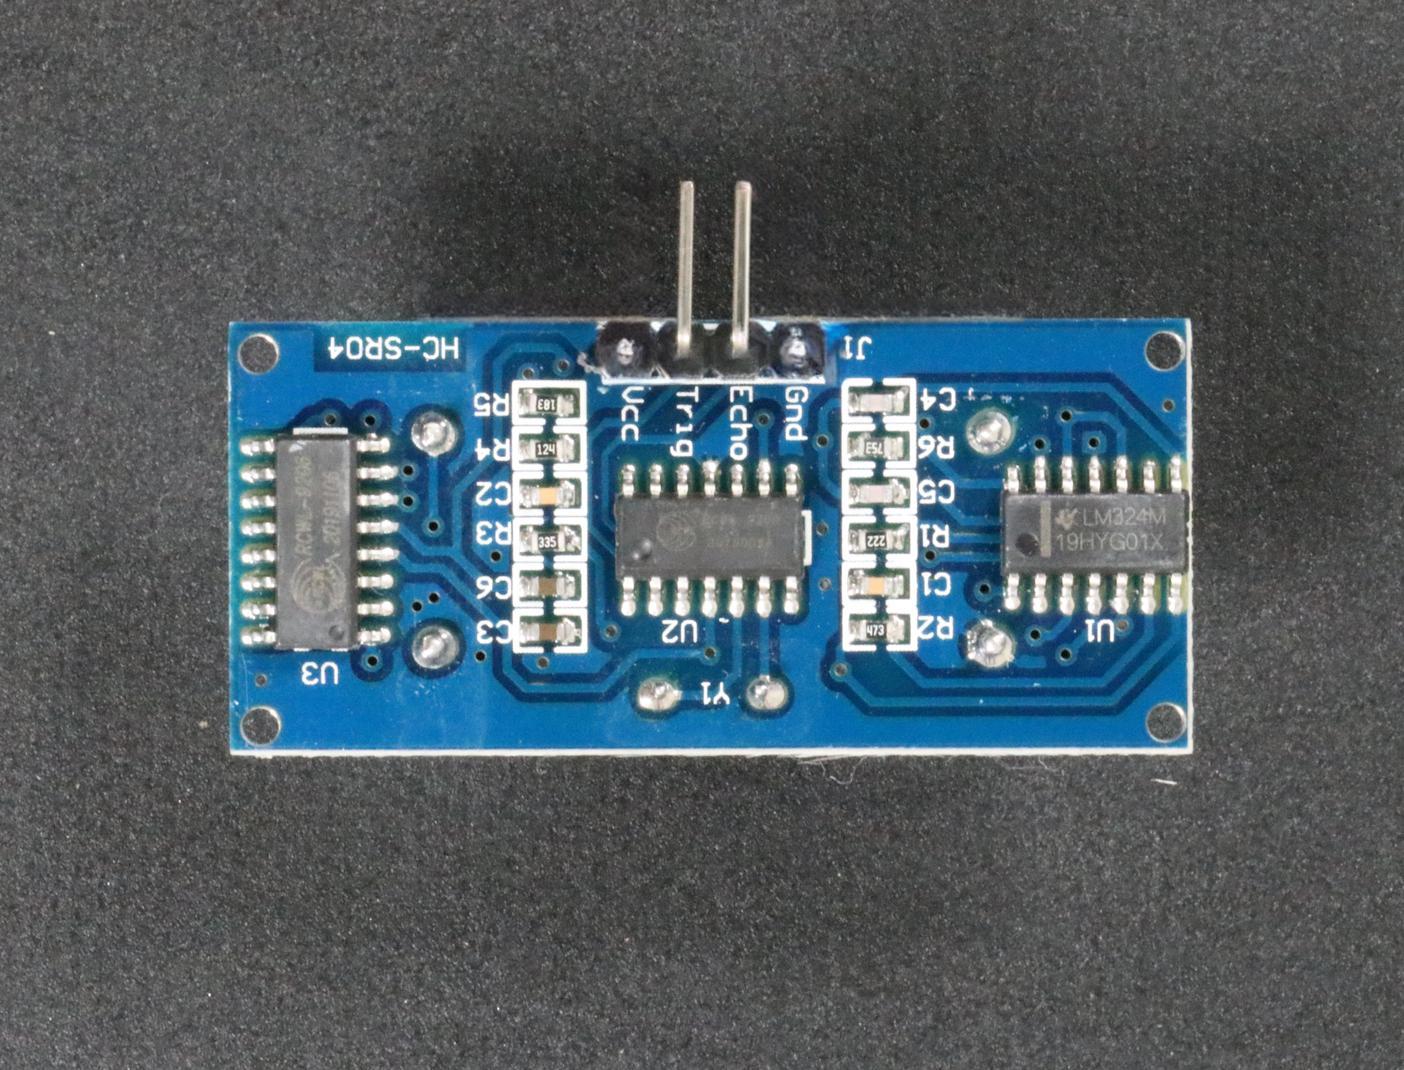 HC-SR04
J1
Vcc
Trig
Echo
Gnd
R5
183
R4
124
C2
R3
335
C6
C3
C4
R6
C5
R1
222
C1
R2
473
U3
U2
Y1
U1
LM324M
19HYG01X